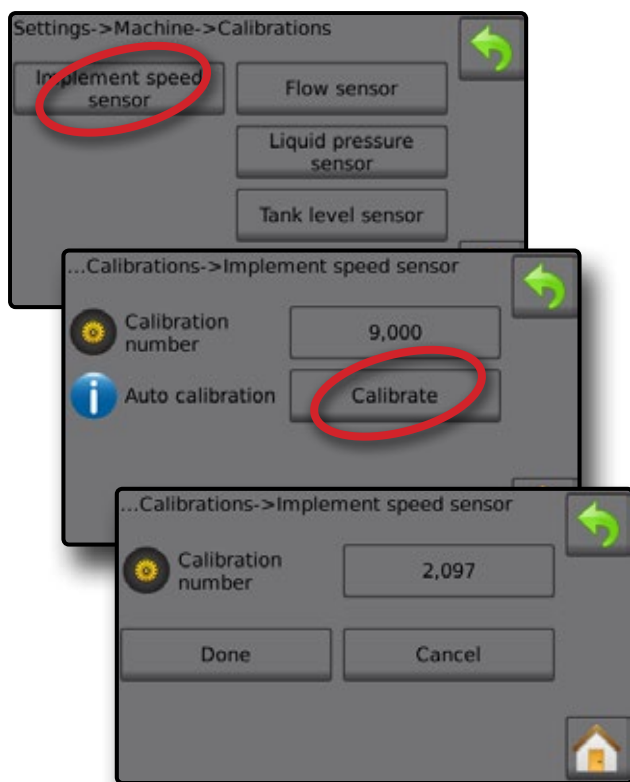 Settings->Machine->Calibrations
Implement speed
sensor
Flow sensor
Liquid pressure
sensor
Tank level sensor
...Calibrations->Implement speed sensor
Calibration
number
9,000
Auto calibration
Calibrate
...Calibrations->Implement speed sensor
Calibration
number
2,097
Done
Cancel